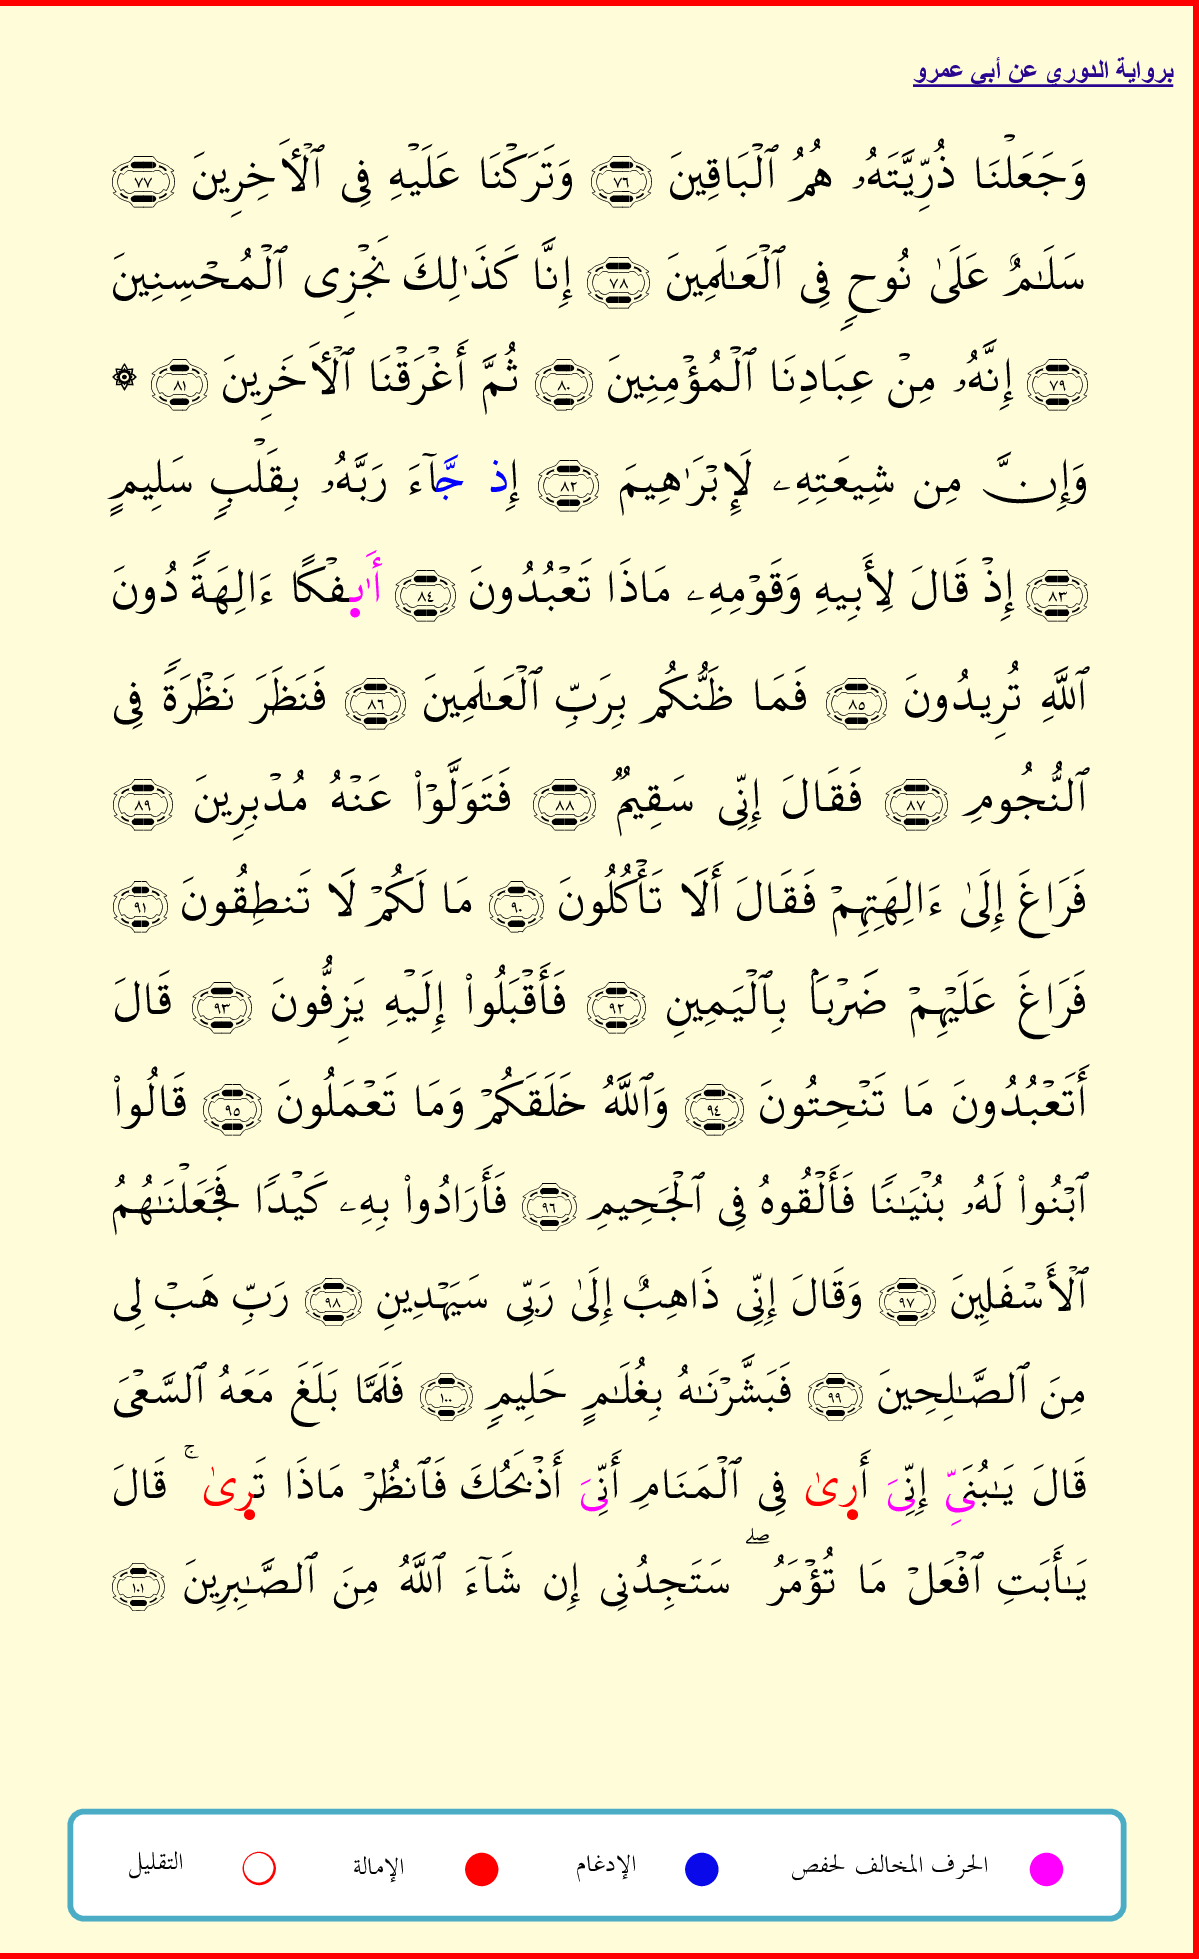 برواية الدوري عن أبي عمرو
وَجَعَلْنَا ذُرِّيَّتَهُۥ هُمُ ٱلْبَاقِينَ ٧٦ وَتَرَكْنَا عَلَيْهِ فِى ٱلْأَخِرِينَ ٧٧
سَلَـٰمٌ عَلَىٰ نُوحٍ فِى ٱلْعَـٰلَمِينَ ٧٨ إِنَّا كَذَٰلِكَ نَجْزِى ٱلْمُحْسِنِينَ
٧٩ إِنَّهُۥ مِنْ عِبَادِنَا ٱلْمُؤْمِنِينَ ٨٠ ثُمَّ أَغْرَقْنَا ٱلْأَخَرِينَ ٨١ ۞
وَإِنَّ مِن شِيعَتِهِۦ لَإِبْرَٰهِيمَ ٨٢ إِذ جَّآءَ رَبَّهُۥ بِقَلْبٍ سَلِيمٍ
٨٣ إِذْ قَالَ لِأَبِيهِ وَقَوْمِهِۦ مَاذَا تَعْبُدُونَ ٨٤ أَٰى۪فْكًا ءَالِهَةً دُونَ
ٱللَّهِ تُرِيدُونَ ٨٥ فَمَا ظَنُّكُم بِرَبِّ ٱلْعَـٰلَمِينَ ٨٦ فَنَظَرَ نَظْرَةً فِى
ٱلنُّجُومِ ٨٧ فَقَالَ إِنِّى سَقِيمٌ ٨٨ فَتَوَلَّوْا۟ عَنْهُ مُدْبِرِينَ ٨٩
فَرَاغَ إِلَىٰ ءَالِهَتِهِمْ فَقَالَ أَلَا تَأْكُلُونَ ٩٠ مَا لَكُمْ لَا تَنطِقُونَ ٩١
فَرَاغَ عَلَيْهِمْ ضَرْبَۢا بِٱلْيَمِينِ ٩٢ فَأَقْبَلُوا۟ إِلَيْهِ يَزِفُّونَ ٩٣ قَالَ
أَتَعْبُدُونَ مَا تَنْحِتُونَ ٩٤ وَٱللَّهُ خَلَقَكُمْ وَمَا تَعْمَلُونَ ٩٥ قَالُوا۟
ٱبْنُوا۟ لَهُۥ بُنْيَـٰنًا فَأَلْقُوهُ فِى ٱلْجَحِيمِ ٩٦ فَأَرَادُوا۟ بِهِۦ كَيْدًا فَجَعَلْنَـٰهُمُ
ٱلْأَسْفَلِينَ ٩٧ وَقَالَ إِنِّى ذَاهِبٌ إِلَىٰ رَبِّى سَيَهْدِينِ ٩٨ رَبِّ هَبْ لِى
مِنَ ٱلصَّـٰلِحِينَ ٩٩ فَبَشَّرْنَـٰهُ بِغُلَـٰمٍ حَلِيمٍ ١٠٠ فَلَمَّا بَلَغَ مَعَهُ ٱلسَّعْىَ
قَالَ يَـٰبُنَىِّ إِنِّىَ أَر۪ىٰ فِى ٱلْمَنَامِ أَنِّىَ أَذْبَحُكَ فَٱنظُرْ مَاذَا تَر۪ىٰ ۚ قَالَ
يَـٰأَبَتِ ٱفْعَلْ مَا تُؤْمَرُ ۖ سَتَجِدُنِى إِن شَآءَ ٱللَّهُ مِنَ ٱلصَّـٰبِرِينَ ١٠١
الحرف المخالف لحفص الإدغام الإمالة التقليل